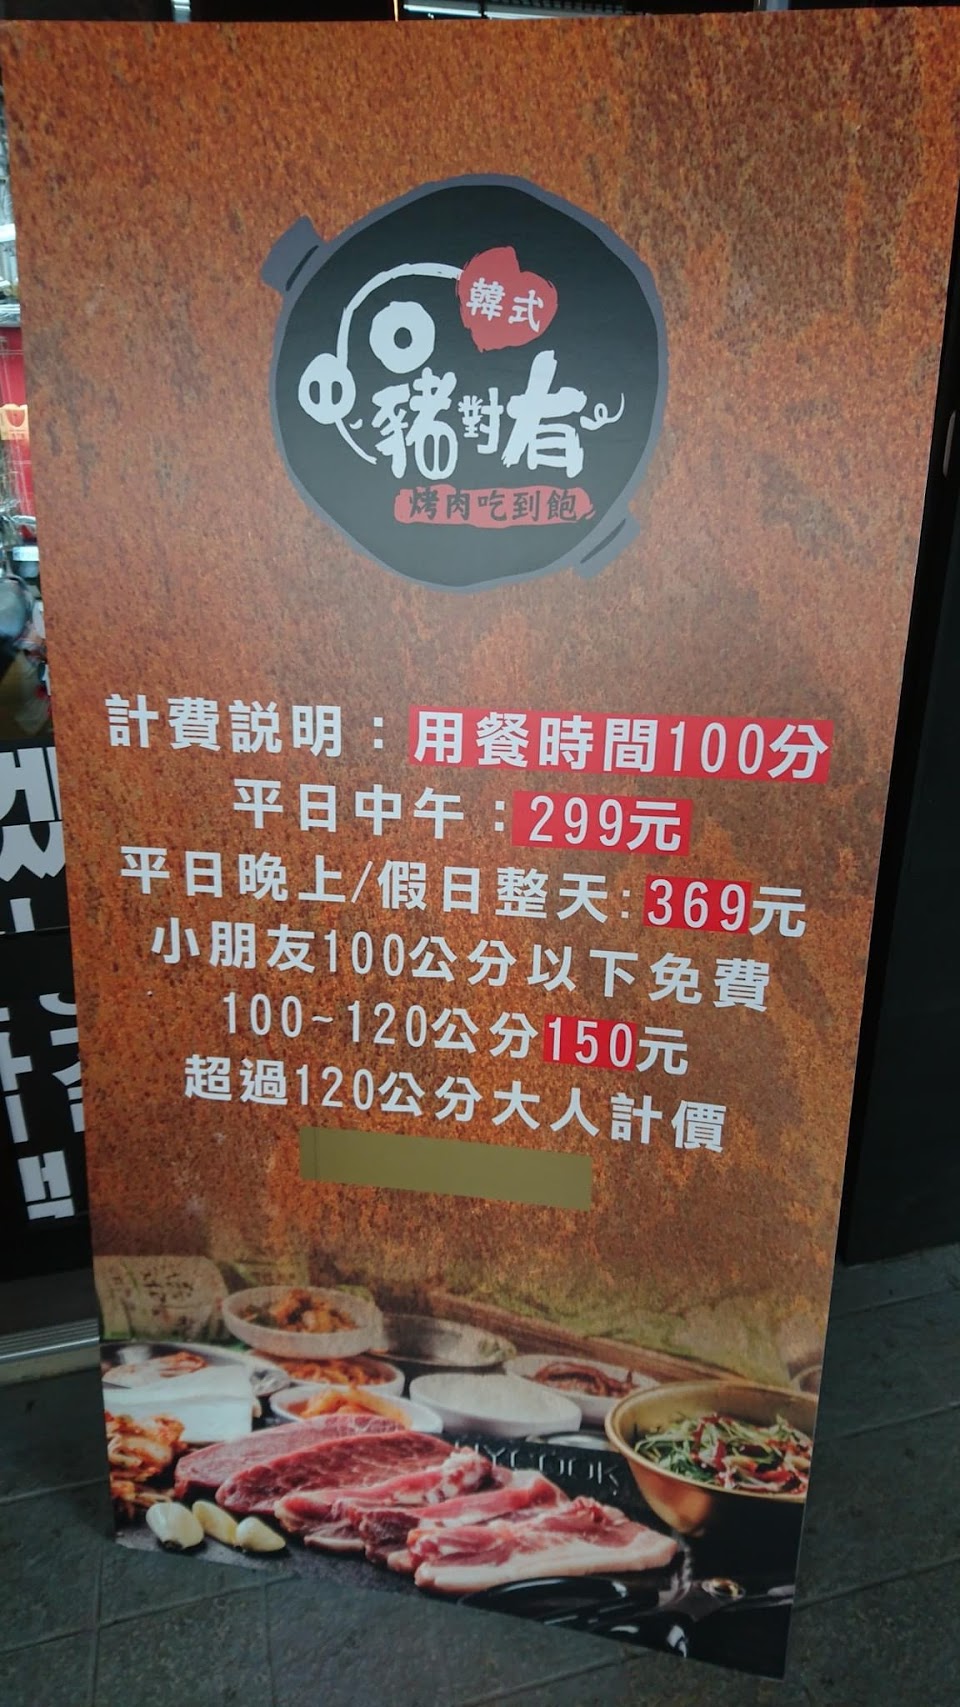 韓式
豬對有
烤肉吃到飽
計費説明：用餐時間100分
平日中午：299元
平日晚上/假日整天:369元
小朋友100公分以下免費
100~120公分150元
超過120公分大人計價